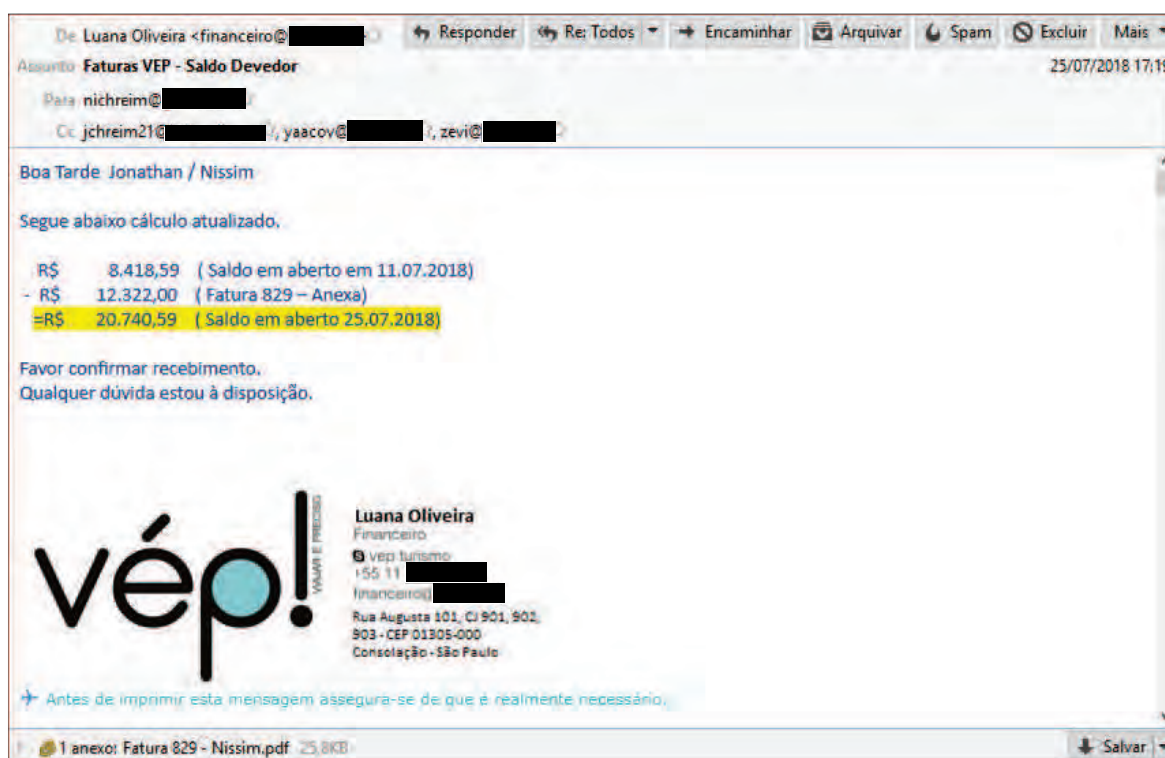 De Luana Oliveira <financeiro@
Responder Re: Todos Encaminhar Arquivar Spam Excluir Mais
Assunto Faturas VEP - Saldo Devedor 25/07/2018 17:19
Para nichreim@
Cc jchreim21@ , yaacov@ , zevi@
Boa Tarde Jonathan / Nissim
Segue abaixo cálculo atualizado.
R$ 8.418,59 ( Saldo em aberto em 11.07.2018)
- R$ 12.322,00 ( Fatura 829 – Anexa)
=R$ 20.740,59 ( Saldo em aberto 25.07.2018)
Favor confirmar recebimento.
Qualquer dúvida estou à disposição.
vép!
VIAJAR É PRECISO
Luana Oliveira
Financeiro
vep turismo
+55 11
financeiro@
Rua Augusta 101, CJ 901, 902,
903 - CEP 01305-000
Consolação - São Paulo
Antes de imprimir esta mensagem assegura-se de que é realmente necessário.
1 anexo: Fatura 829 - Nissim.pdf 25,8KB Salvar